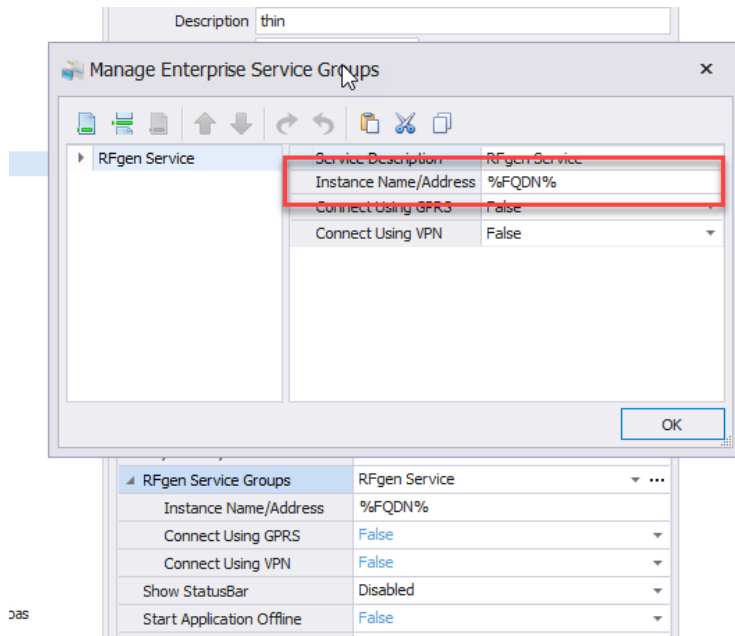 Description thin
Manage Enterprise Service Groups
RFgen Service
Service Description RFgen Service
Instance Name/Address %FQDN%
Connect Using GPRS False
Connect Using VPN False
OK
RFgen Service Groups RFgen Service
Instance Name/Address %FQDN%
Connect Using GPRS False
Connect Using VPN False
Show StatusBar Disabled
Start Application Offline False
oas